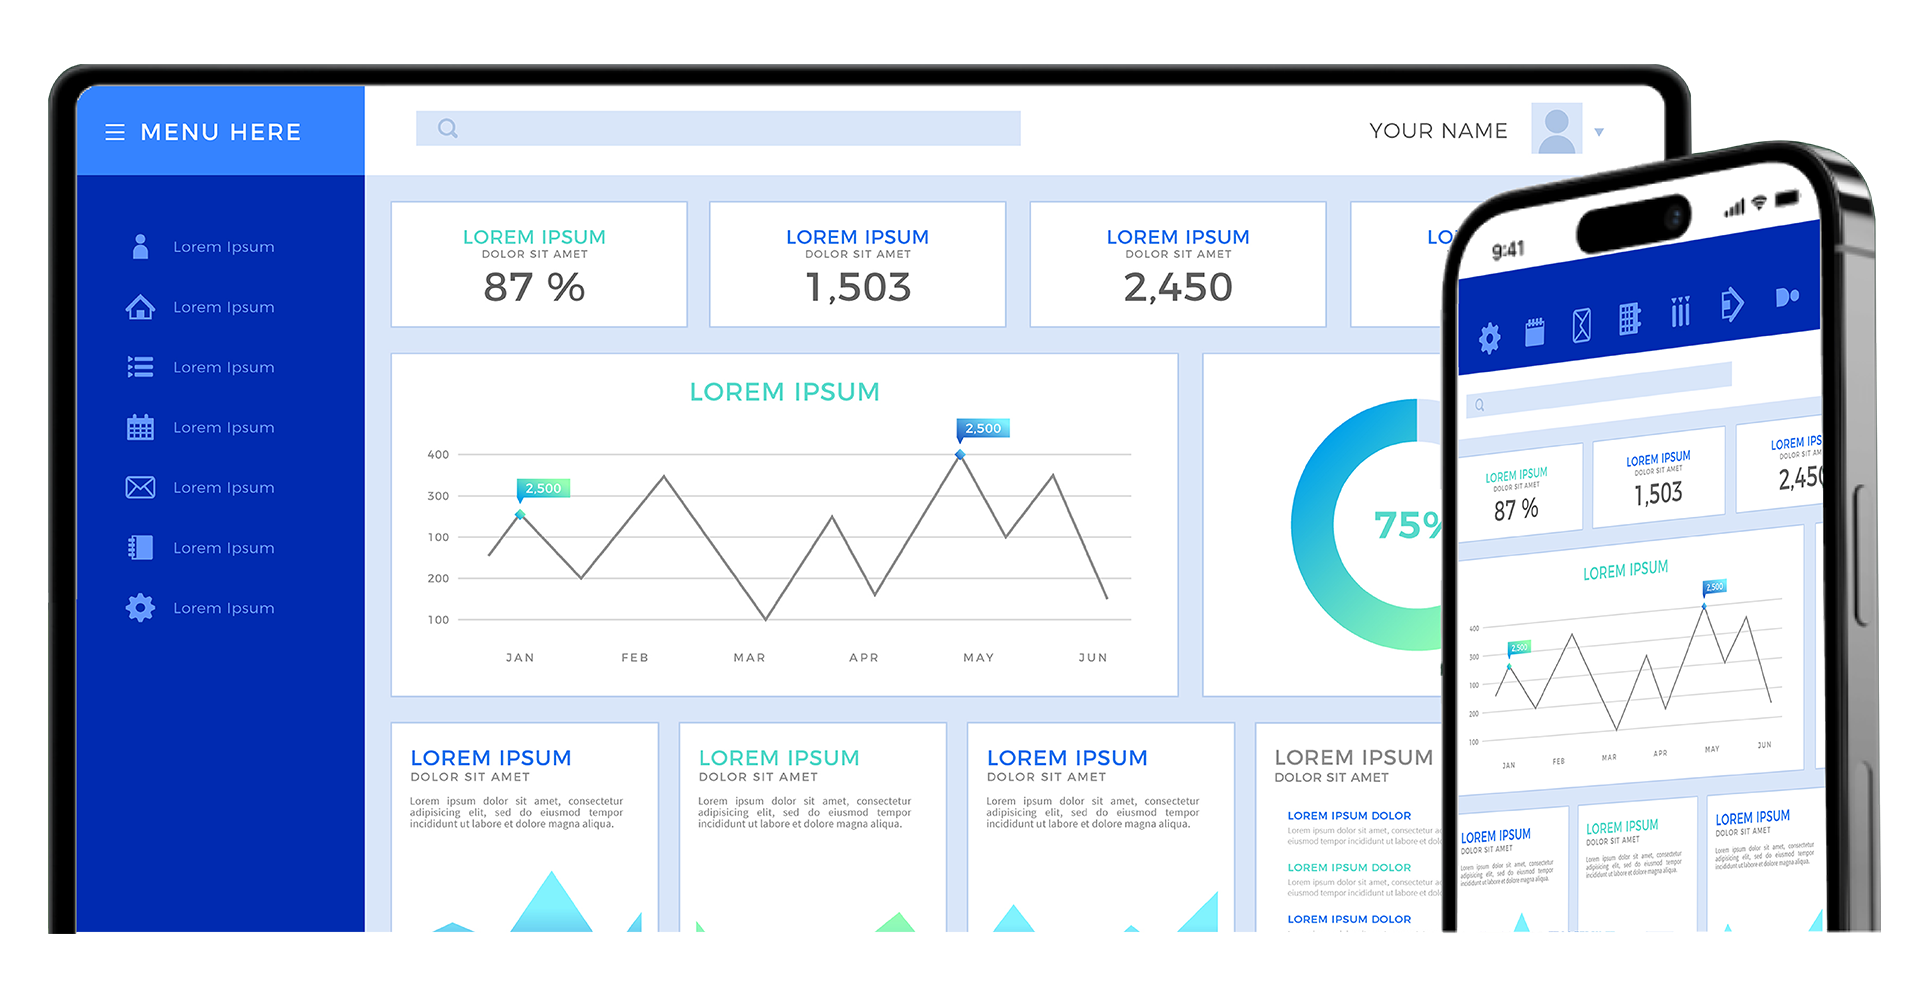 MENU HERE
YOUR NAME
Lorem Ipsum
Lorem Ipsum
Lorem Ipsum
Lorem Ipsum
Lorem Ipsum
Lorem Ipsum
Lorem Ipsum
LOREM IPSUM
DOLOR SIT AMET
87 %
LOREM IPSUM
DOLOR SIT AMET
1,503
LOREM IPSUM
DOLOR SIT AMET
2,450
LO
LOREM IPSUM
2,500
2,500
400
300
100
200
100
JAN FEB MAR APR MAY JUN
75%
LOREM IPSUM
DOLOR SIT AMET
Lorem ipsum dolor sit amet, consectetur
adipisicing elit, sed do eiusmod tempor
incididunt ut labore et dolore magna aliqua.
LOREM IPSUM
DOLOR SIT AMET
Lorem ipsum dolor sit amet, consectetur
adipisicing elit, sed do eiusmod tempor
incididunt ut labore et dolore magna aliqua.
LOREM IPSUM
DOLOR SIT AMET
Lorem ipsum dolor sit amet, consectetur
adipisicing elit, sed do eiusmod tempor
incididunt ut labore et dolore magna aliqua.
LOREM IPSUM
DOLOR SIT AMET
LOREM IPSUM DOLOR
Lorem ipsum dolor sit amet, consectetur a
eiusmod tempor incididunt ut labore et dol
LOREM IPSUM DOLOR
Lorem ipsum dolor sit amet, consectetur a
eiusmod tempor incididunt ut labore et dol
LOREM IPSUM DOLOR
9:41
LOREM IPSUM
DOLOR SIT AMET
87 %
LOREM IPSUM
DOLOR SIT AMET
1,503
LOREM IPS
DOLOR SIT AM
2,450
LOREM IPSUM
2,500
2,500
400
300
100
200
100
JAN FEB MAR APR MAY JUN
LOREM IPSUM
DOLOR SIT AMET
Lorem ipsum dolor sit amet, consectetur
adipisicing elit, sed do eiusmod tempor
incididunt ut labore et dolore magna aliqua.
LOREM IPSUM
DOLOR SIT AMET
Lorem ipsum dolor sit amet, consectetur
adipisicing elit, sed do eiusmod tempor
incididunt ut labore et dolore magna aliqua.
LOREM IPSUM
DOLOR SIT AMET
Lorem ipsum dolor sit amet, consectetur
adipisicing elit, sed do eiusmod tempor
incididunt ut labore et dolore magna aliqua.